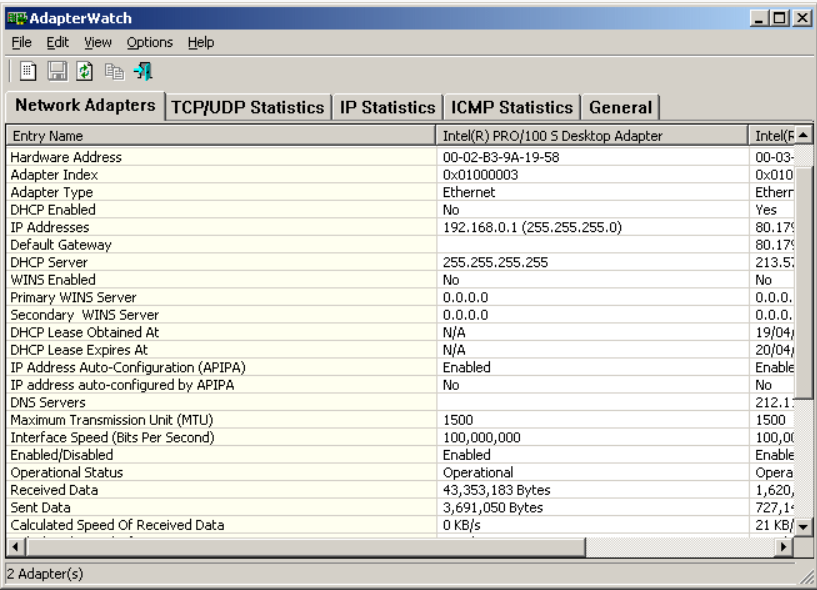 AdapterWatch
File Edit View Options Help
Network Adapters TCP/UDP Statistics IP Statistics ICMP Statistics General
Entry Name Intel(R) PRO/100 S Desktop Adapter Intel(R
Hardware Address 00-02-B3-9A-19-58 00-03-
Adapter Index 0x01000003 0x010
Adapter Type Ethernet Ethern
DHCP Enabled No Yes
IP Addresses 192.168.0.1 (255.255.255.0) 80.179
Default Gateway 80.179
DHCP Server 255.255.255.255 213.57
WINS Enabled No No
Primary WINS Server 0.0.0.0 0.0.0.
Secondary WINS Server 0.0.0.0 0.0.0.
DHCP Lease Obtained At N/A 19/04/
DHCP Lease Expires At N/A 20/04/
IP Address Auto-Configuration (APIPA) Enabled Enable
IP address auto-configured by APIPA No No
DNS Servers 212.1
Maximum Transmission Unit (MTU) 1500 1500
Interface Speed (Bits Per Second) 100,000,000 100,00
Enabled/Disabled Enabled Enable
Operational Status Operational Opera
Received Data 43,353,183 Bytes 1,620,
Sent Data 3,691,050 Bytes 727,14
Calculated Speed Of Received Data 0 KB/s 21 KB/
2 Adapter(s)